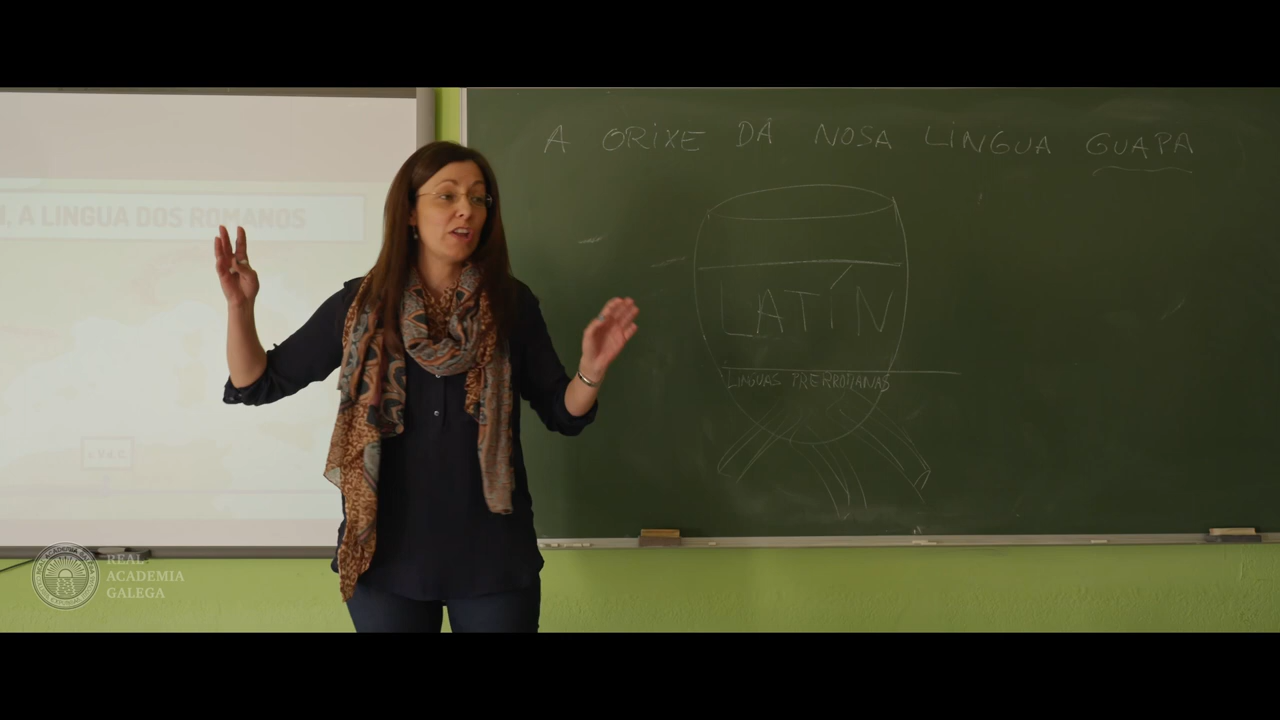 A LINGUA DOS ROMANOS
A ORIXE DA NOSA LINGUA GUAPA
LATÍN
LINGUAS PRERROMANAS
REAL
ACADEMIA
GALEGA